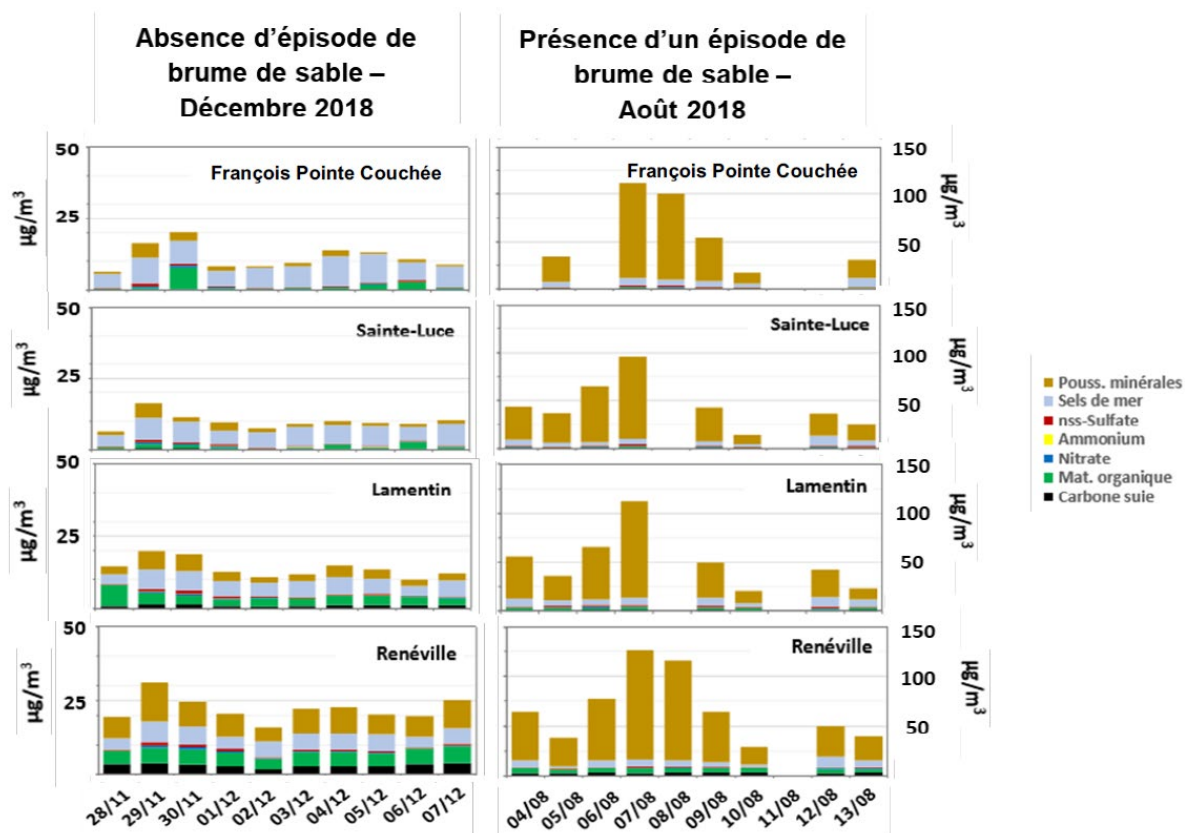 Absence d'épisode de
brume de sable –
Décembre 2018
Présence d'un épisode de
brume de sable –
Août 2018
50
25
µg/m³
François Pointe Couchée
François Pointe Couchée
150
100
50
µg/m³
50
25
µg/m³
Sainte-Luce
Sainte-Luce
150
100
50
µg/m³
50
25
µg/m³
Lamentin
Lamentin
150
100
50
µg/m³
50
25
µg/m³
Renéville
Renéville
150
100
50
µg/m³
28/11
29/11
30/11
01/12
02/12
03/12
04/12
05/12
06/12
07/12
04/08
05/08
06/08
07/08
08/08
09/08
10/08
11/08
12/08
13/08
Pouss. minérales
Sels de mer
nss-Sulfate
Ammonium
Nitrate
Mat. organique
Carbone suie